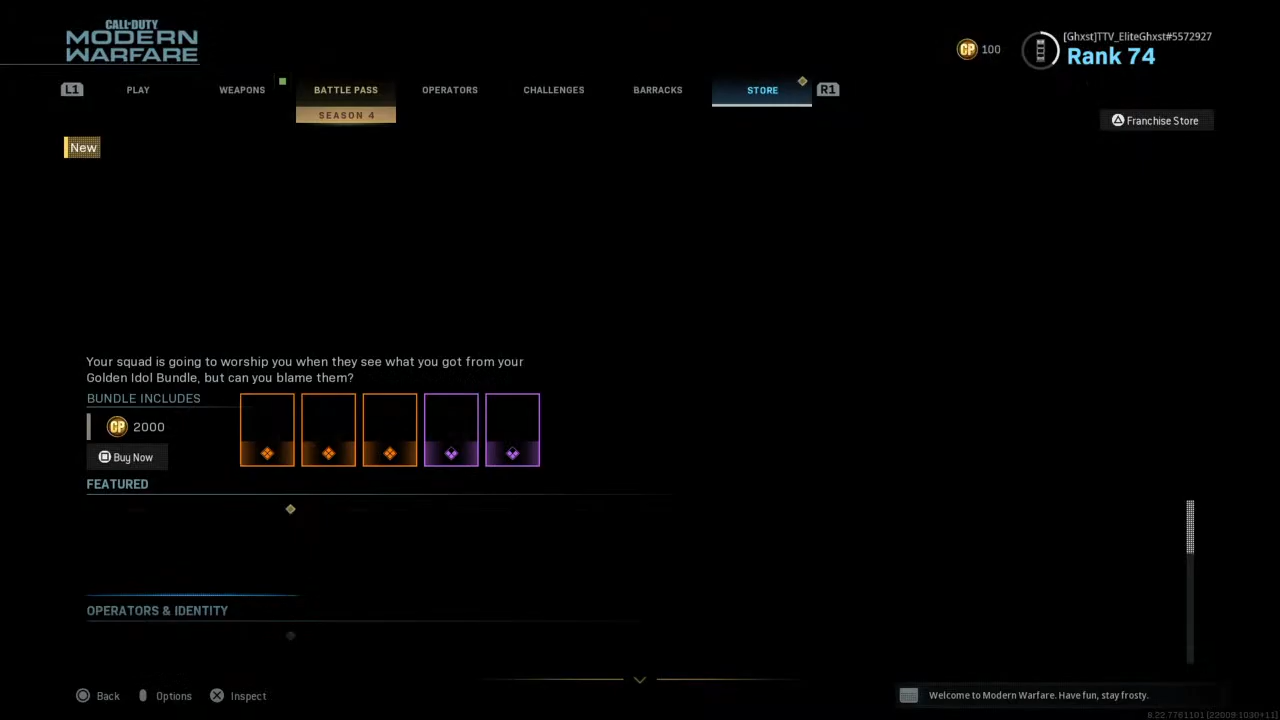 CALL OF DUTY
MODERN
WARFARE
CP 100
[Ghxst]TTV_EliteGhxst#5572927
Rank 74
L1
PLAY
WEAPONS
BATTLE PASS
SEASON 4
OPERATORS
CHALLENGES
BARRACKS
STORE
R1
Franchise Store
New
Your squad is going to worship you when they see what you got from your
Golden Idol Bundle, but can you blame them?
BUNDLE INCLUDES
CP 2000
Buy Now
FEATURED
OPERATORS & IDENTITY
Back
Options
Inspect
Welcome to Modern Warfare. Have fun, stay frosty.